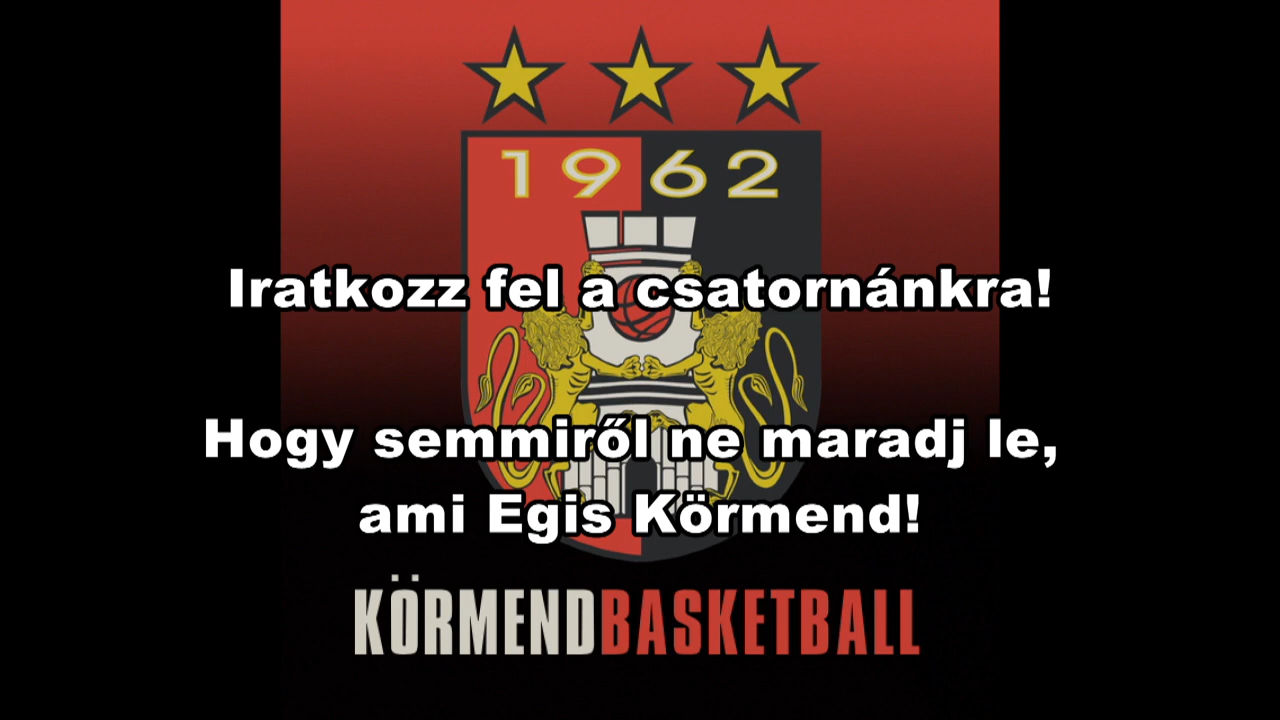 1962
Iratkozz fel a csatornánkra!
Hogy semmiről ne maradj le,
ami Egis Körmend!
KÖRMENDBASKETBALL